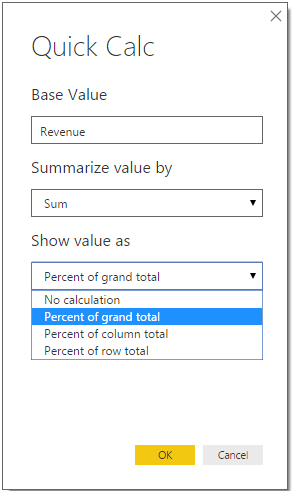 Quick Calc
Base Value
Revenue
Summarize value by
Sum
Show value as
Percent of grand total
No calculation
Percent of grand total
Percent of column total
Percent of row total
OK Cancel